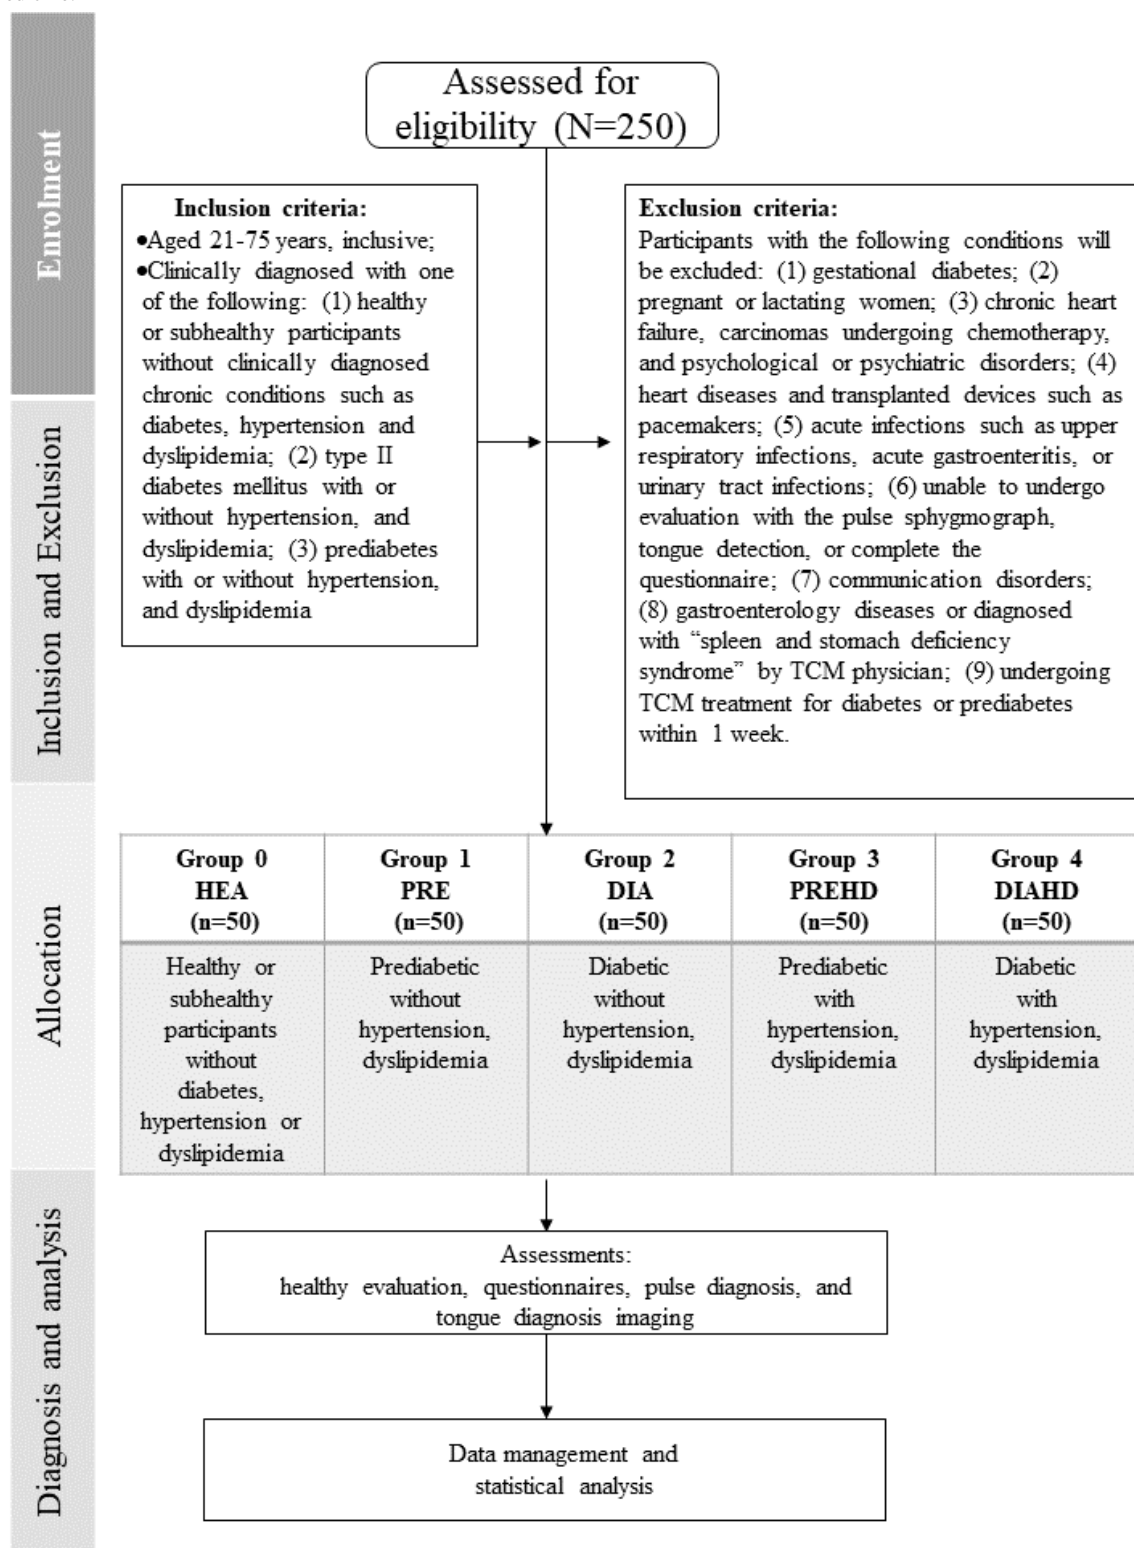 Assessed for
eligibility (N=250)
Enrolment
Inclusion criteria:
•Aged 21-75 years, inclusive;
•Clinically diagnosed with one
of the following: (1) healthy
or subhealthy participants
without clinically diagnosed
chronic conditions such as
diabetes, hypertension and
dyslipidemia; (2) type II
diabetes mellitus with or
without hypertension, and
dyslipidemia; (3) prediabetes
with or without hypertension,
and dyslipidemia
Exclusion criteria:
Participants with the following conditions will
be excluded: (1) gestational diabetes; (2)
pregnant or lactating women; (3) chronic heart
failure, carcinomas undergoing chemotherapy,
and psychological or psychiatric disorders; (4)
heart diseases and transplanted devices such as
pacemakers; (5) acute infections such as upper
respiratory infections, acute gastroenteritis, or
urinary tract infections; (6) unable to undergo
evaluation with the pulse sphygmograph,
tongue detection, or complete the
questionnaire; (7) communication disorders;
(8) gastroenterology diseases or diagnosed
with “spleen and stomach deficiency
syndrome” by TCM physician; (9) undergoing
TCM treatment for diabetes or prediabetes
within 1 week.
Inclusion and Exclusion
Allocation
Group 0
HEA
(n=50)
Group 1
PRE
(n=50)
Group 2
DIA
(n=50)
Group 3
PREHD
(n=50)
Group 4
DIAHD
(n=50)
Healthy or
subhealthy
participants
without
diabetes,
hypertension or
dyslipidemia
Prediabetic
without
hypertension,
dyslipidemia
Diabetic
without
hypertension,
dyslipidemia
Prediabetic
with
hypertension,
dyslipidemia
Diabetic
with
hypertension,
dyslipidemia
Diagnosis and analysis
Assessments:
healthy evaluation, questionnaires, pulse diagnosis, and
tongue diagnosis imaging
Data management and
statistical analysis